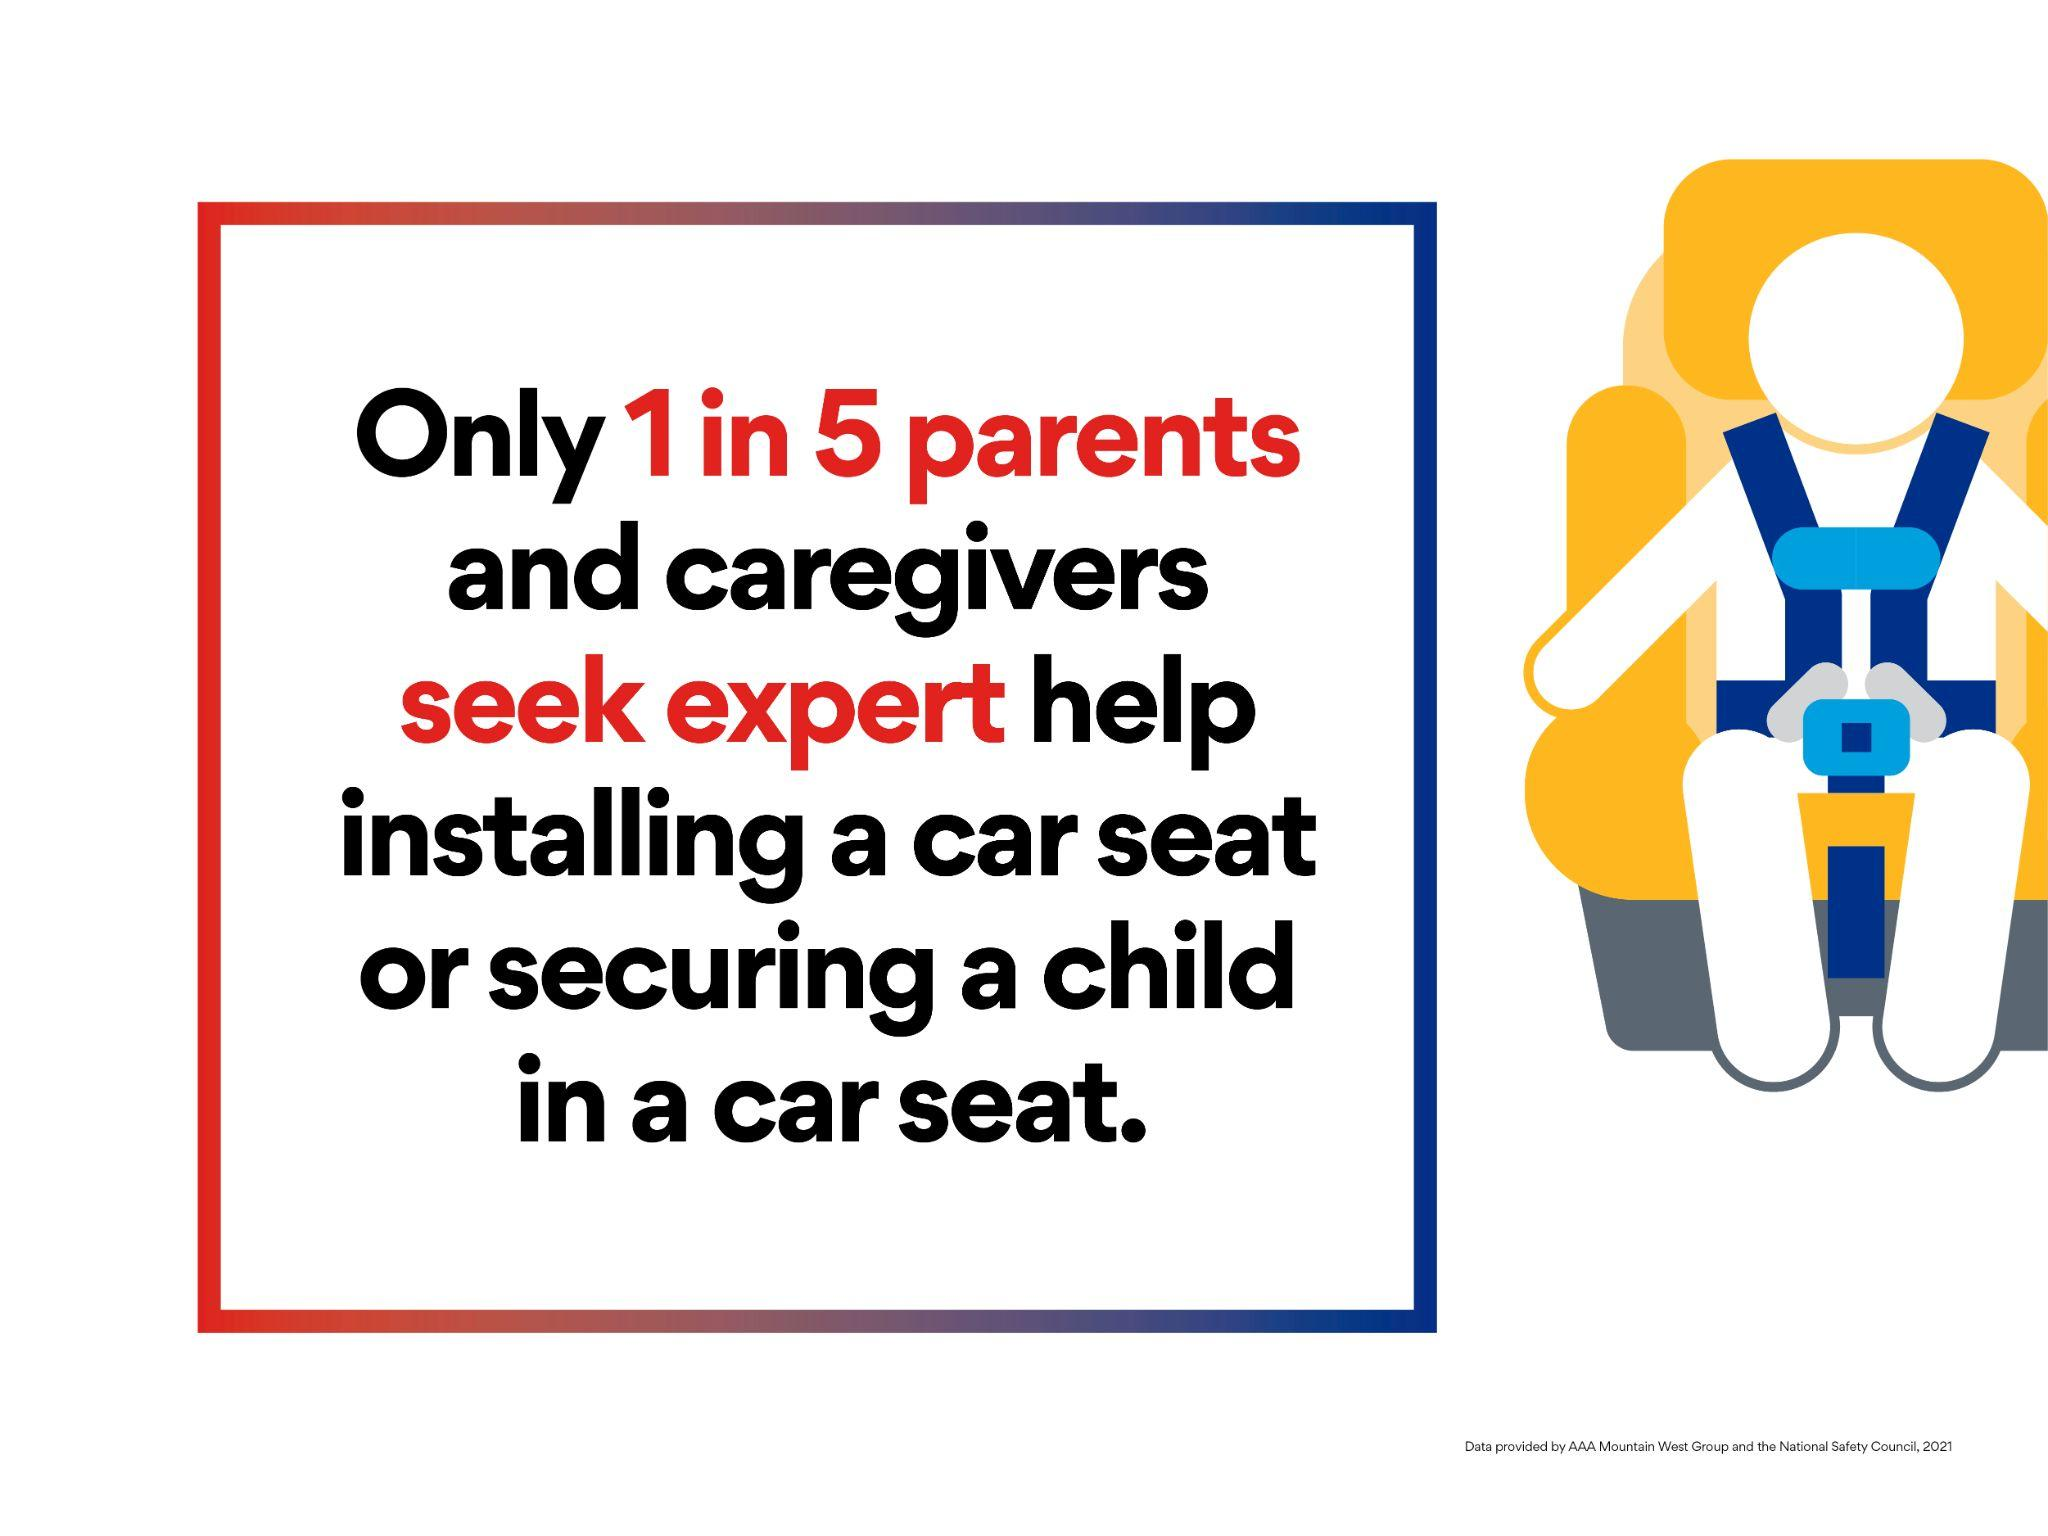 Only 1 in 5 parents
and caregivers
seek expert help
installing a car seat
or securing a child
in a car seat.
Data provided by AAA Mountain West Group and the National Safety Council, 2021